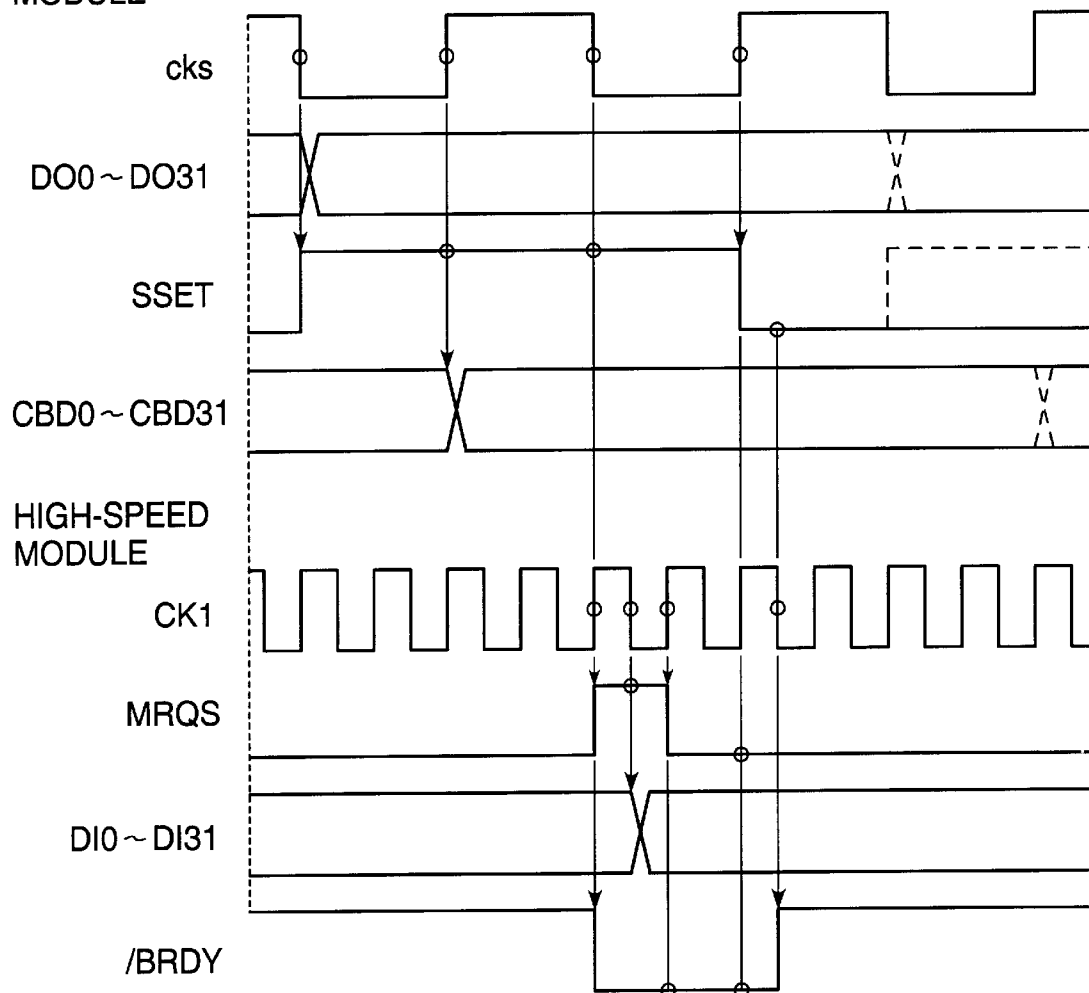 MODULE
cks
DO0～DO31
SSET
CBD0～CBD31
HIGH-SPEED
MODULE
CK1
MRQS
DI0～DI31
/BRDY